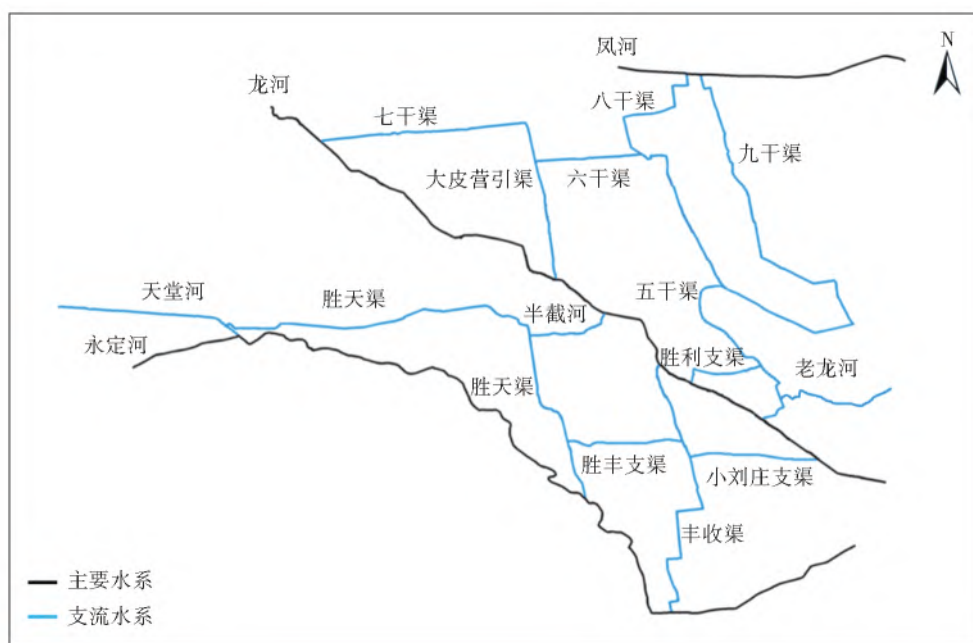 N
凤河
龙河
八干渠
七干渠
九干渠
大皮营引渠
六干渠
天堂河
胜天渠
半截河
五干渠
永定河
胜利支渠
老龙河
胜天渠
胜丰支渠
小刘庄支渠
丰收渠
主要水系
支流水系